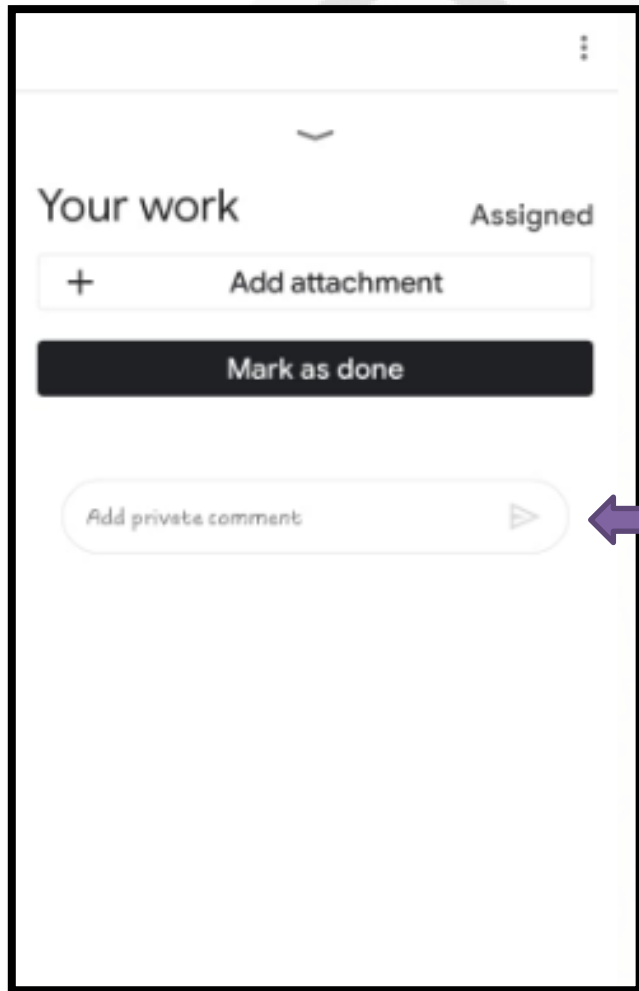 Your work
Assigned
+ Add attachment
Mark as done
Add private comment